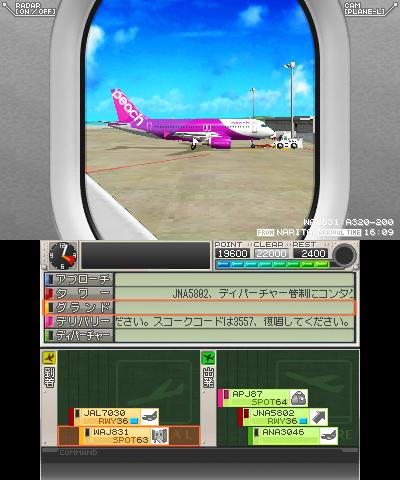 RADAR
[ON/OFF]
CAM
[PLANE-L]
peach
WAJ831/A320-200
FROM NARITA ARRIVAL TIME 16:09
POINT CLEAR REST
19600 22000 2400
アプローチ
タワー
JNA5802、ディパーチャー管制にコンタク
グランド
デリバリー
ださい。スコークコードは3557、復唱してください。
ディパーチャー
到着
出発
APJ87
SPOT64
JAL7030
RWY36
JNA5802
RWY36
WAJ831
SPOT63
ANA3046
COMMAND